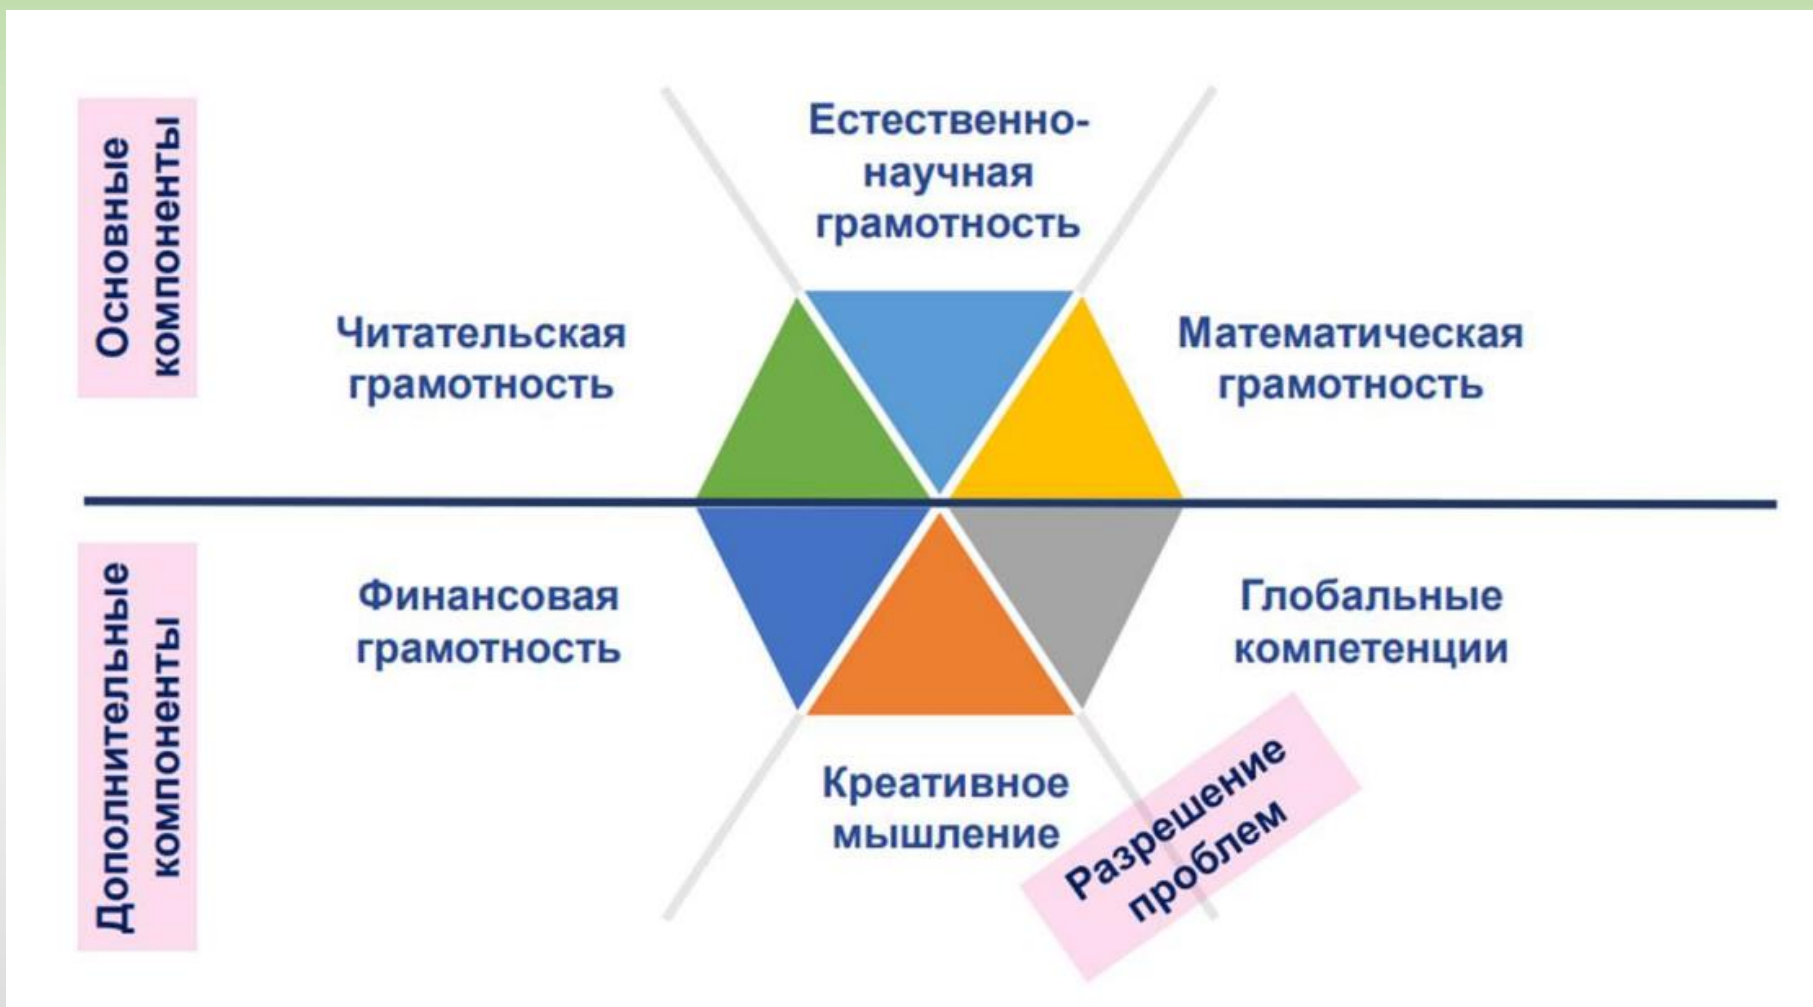 Основные
компоненты
Естественно-
научная
грамотность
Читательская
грамотность
Математическая
грамотность
Дополнительные
компоненты
Финансовая
грамотность
Глобальные
компетенции
Креативное
мышление
Разрешение
проблем